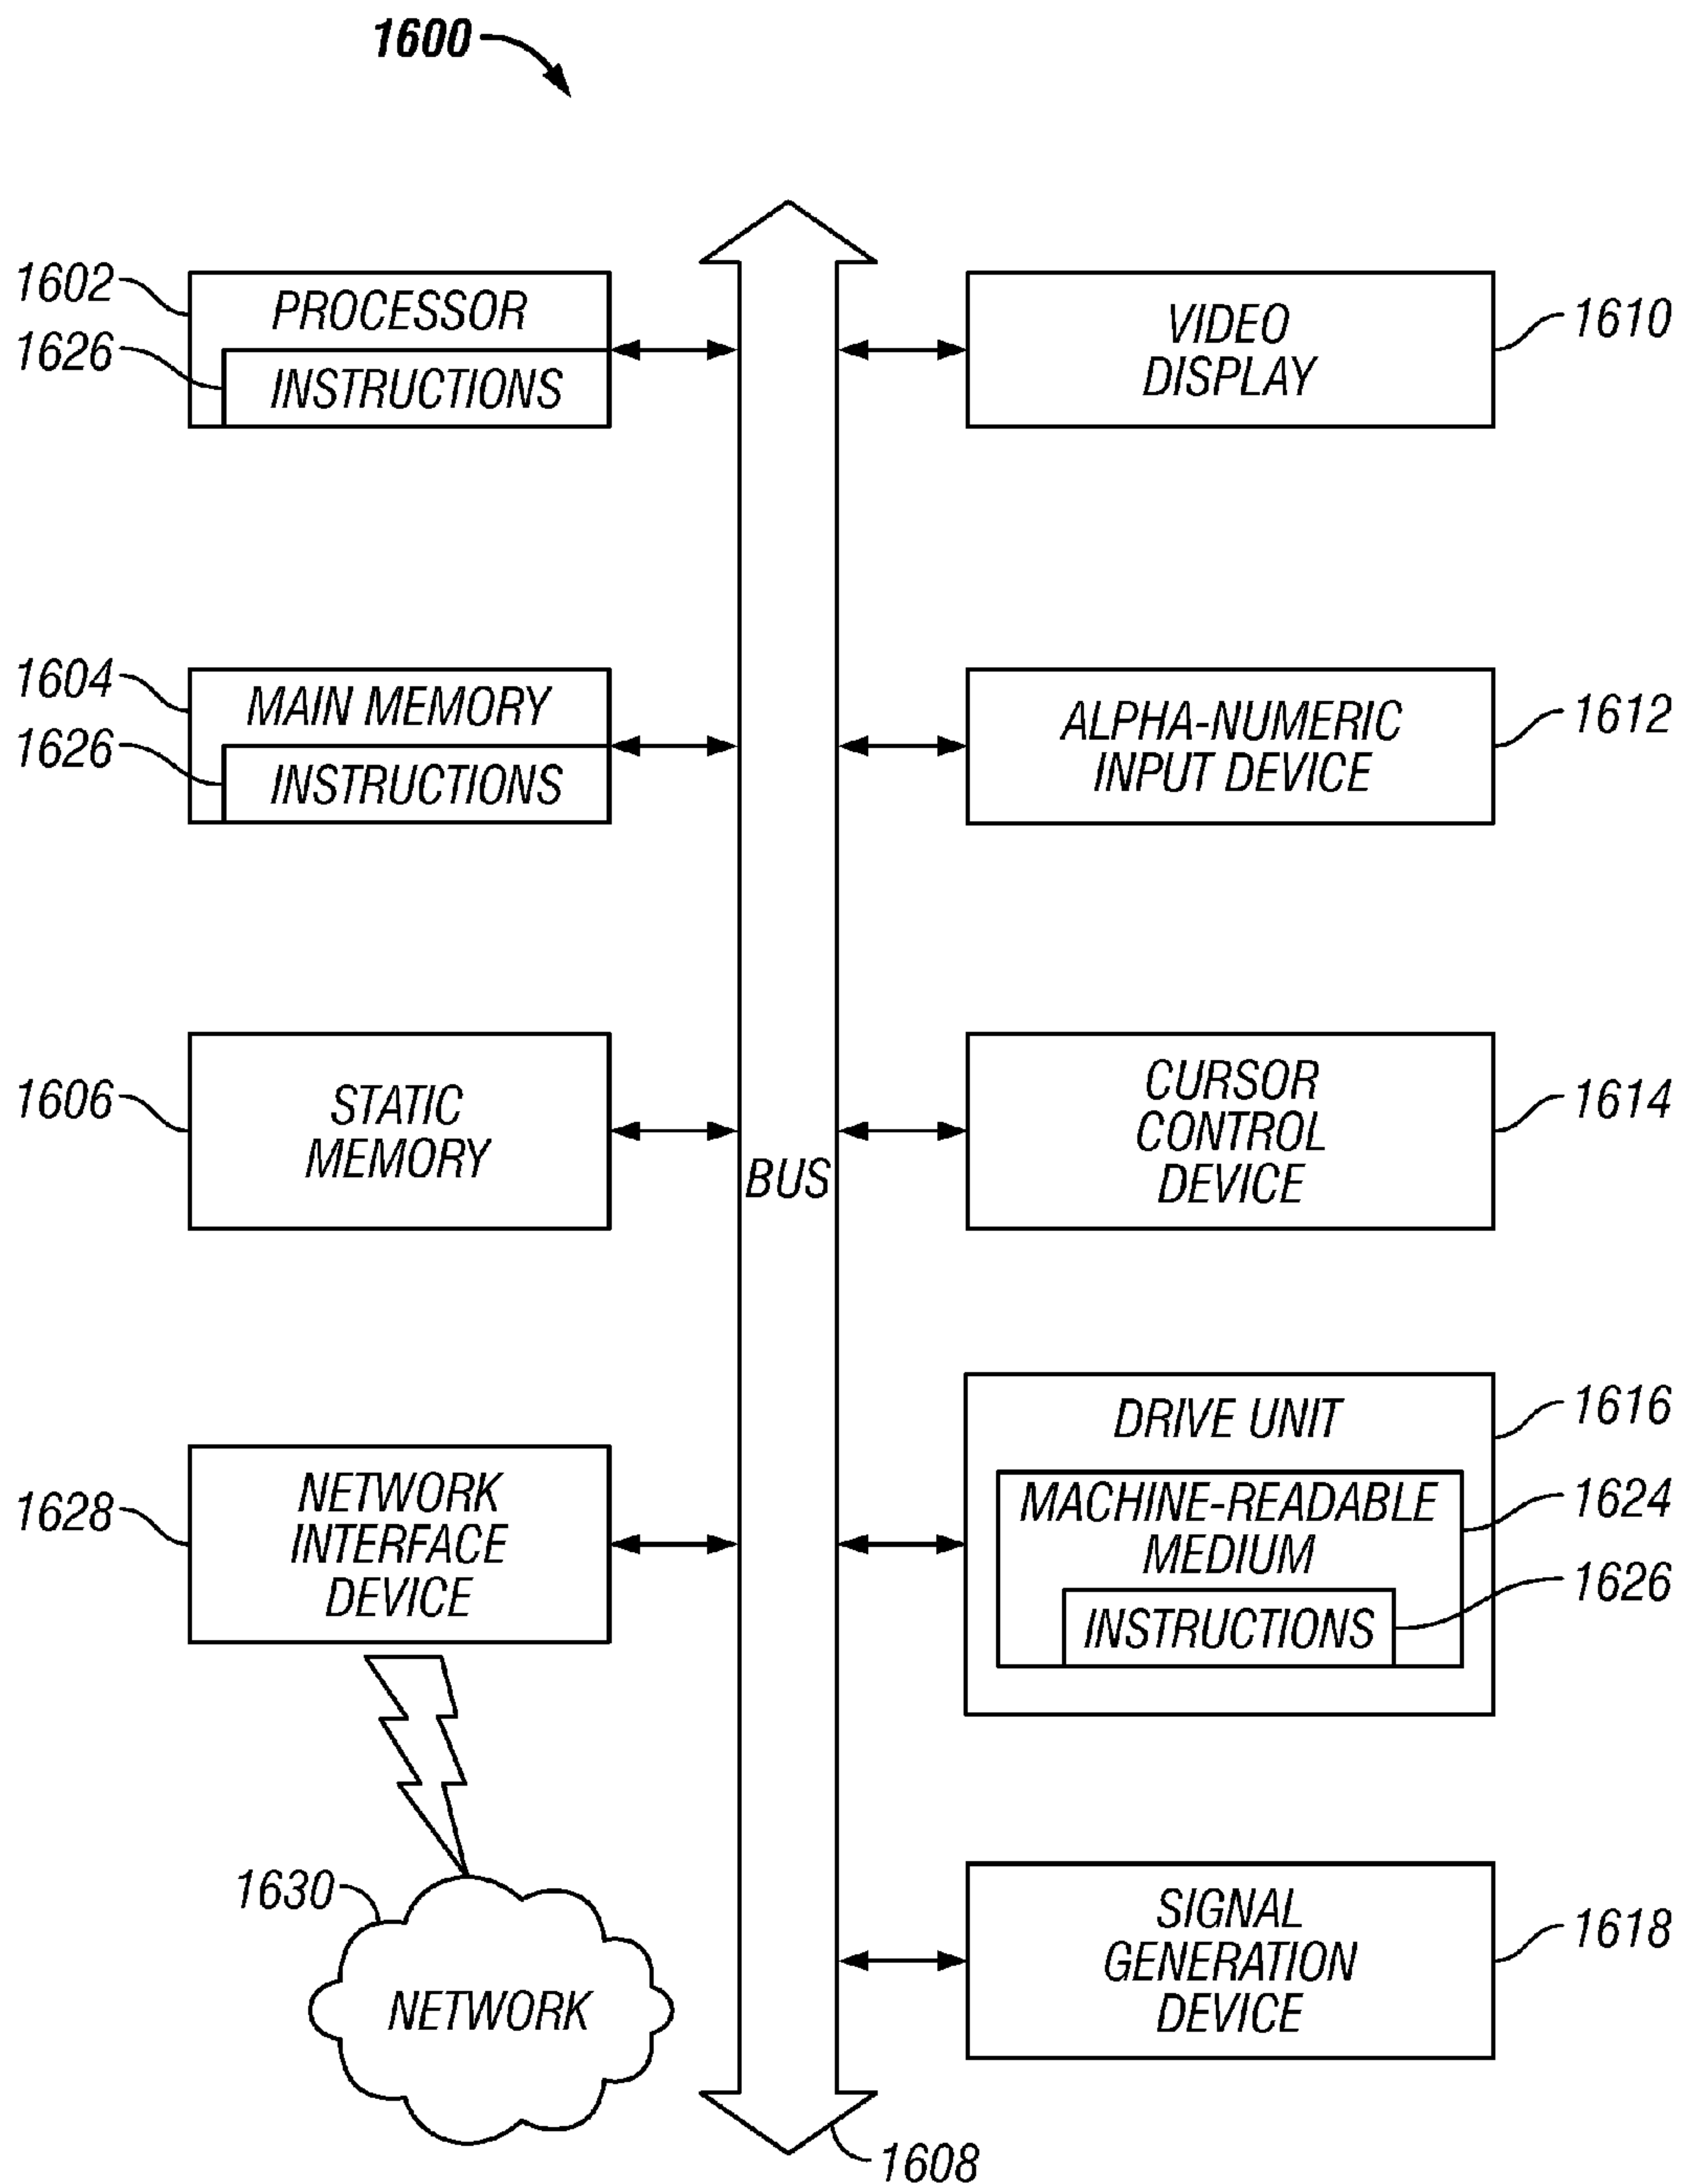 1600
1602
PROCESSOR
1626
INSTRUCTIONS
VIDEO
DISPLAY
1610
1604
MAIN MEMORY
1626
INSTRUCTIONS
ALPHA-NUMERIC
INPUT DEVICE
1612
1606
STATIC
MEMORY
BUS
CURSOR
CONTROL
DEVICE
1614
1628
NETWORK
INTERFACE
DEVICE
DRIVE UNIT
1616
MACHINE-READABLE
MEDIUM
1624
INSTRUCTIONS
1626
1630
NETWORK
SIGNAL
GENERATION
DEVICE
1618
1608